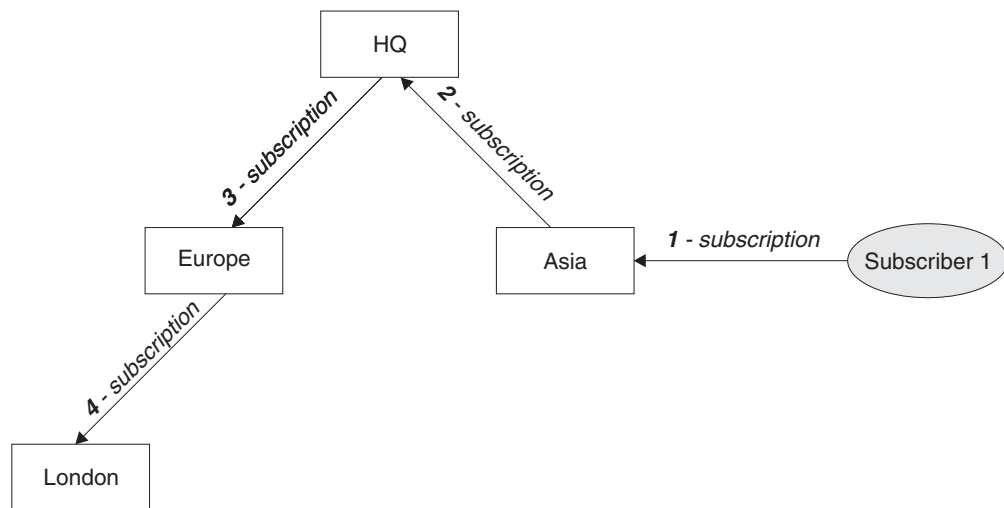 HQ
2 - subscription
3 - subscription
Europe
Asia
1 - subscription
Subscriber 1
4 - subscription
London